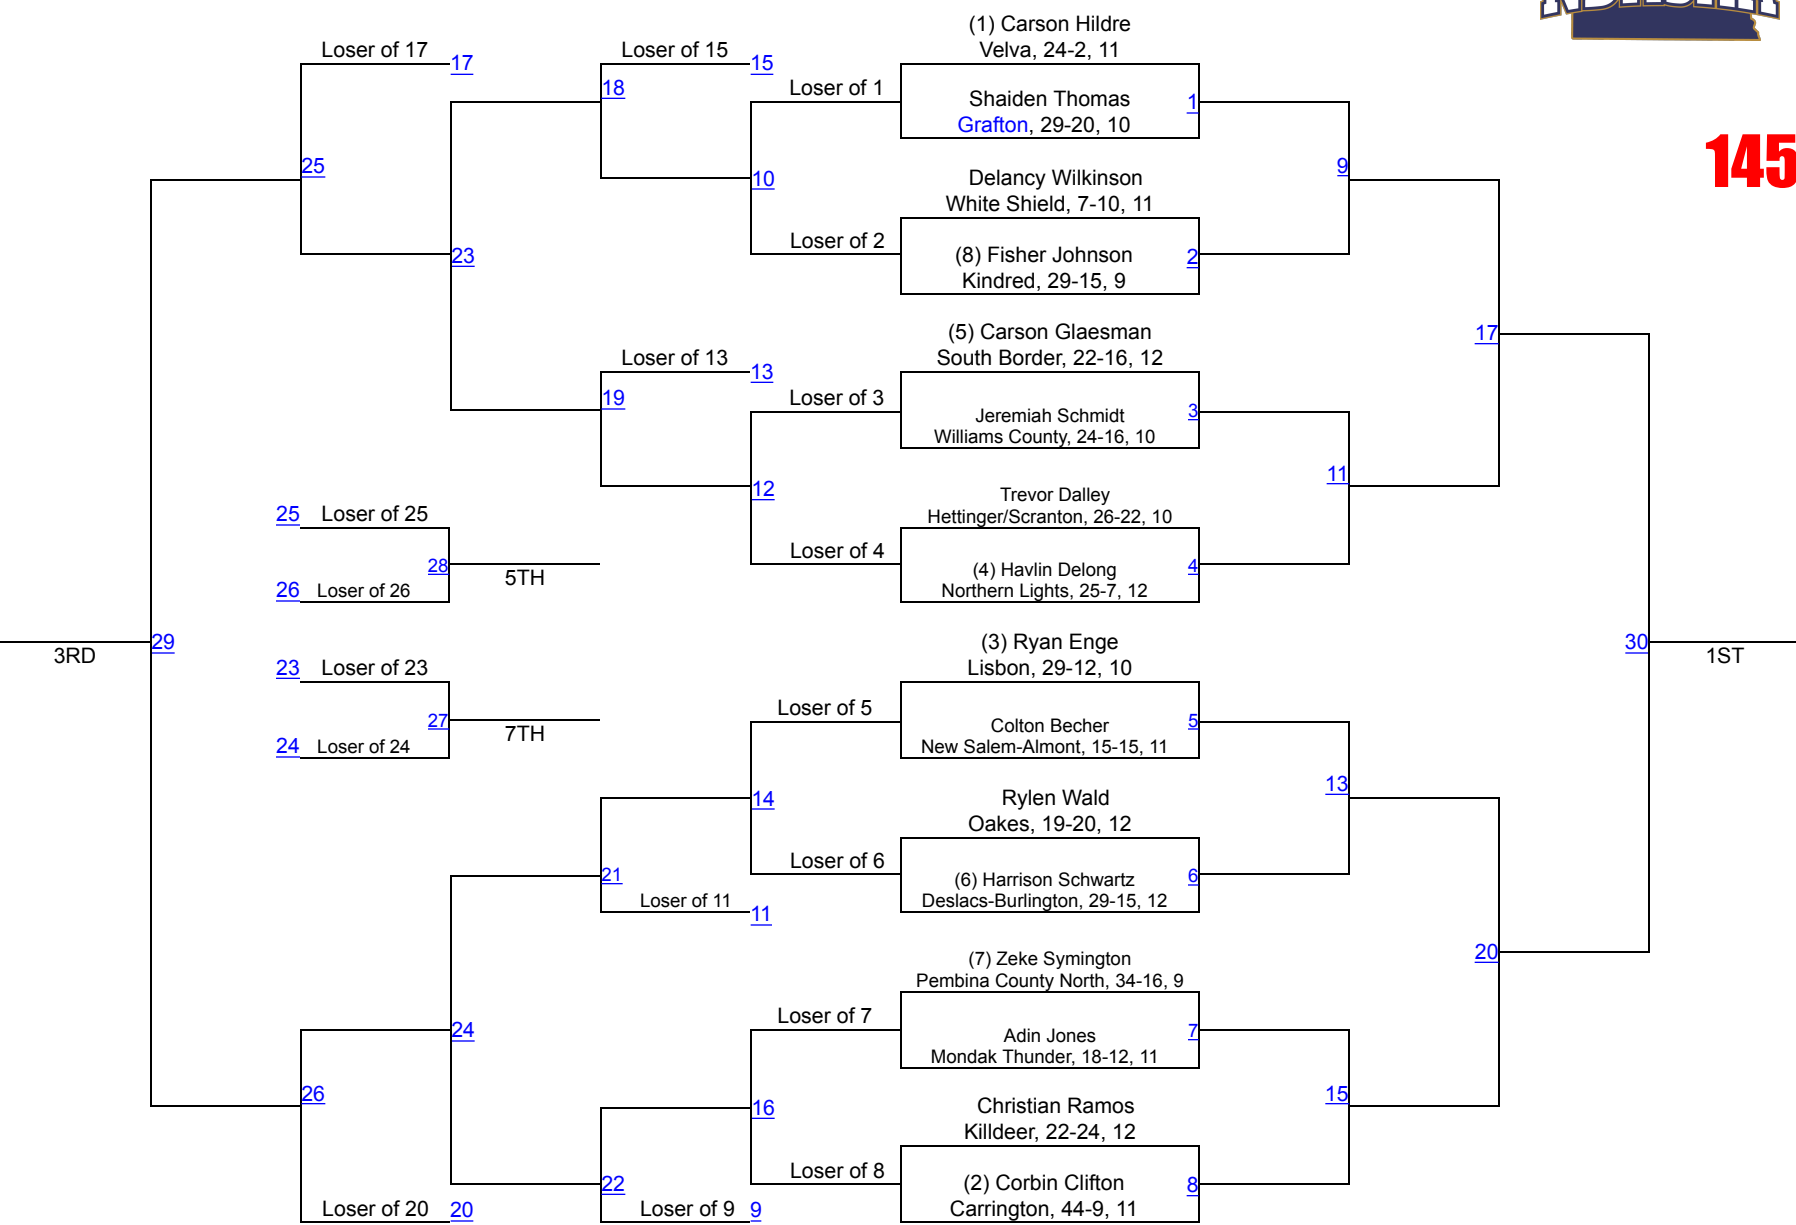 NDHSAA
145
(1) Carson Hildre
Velva, 24-2, 11
Loser of 17
17
Loser of 15
15
18
Loser of 1
Shaiden Thomas
Grafton, 29-20, 10
1
25
10
Delancy Wilkinson
White Shield, 7-10, 11
9
Loser of 2
(8) Fisher Johnson
Kindred, 29-15, 9
2
23
(5) Carson Glaesman
South Border, 22-16, 12
17
Loser of 13
13
19
Loser of 3
Jeremiah Schmidt
Williams County, 24-16, 10
3
12
11
Trevor Dalley
Hettinger/Scranton, 26-22, 10
25
Loser of 25
28
5TH
26
Loser of 26
Loser of 4
(4) Havlin Delong
Northern Lights, 25-7, 12
4
29
3RD
(3) Ryan Enge
Lisbon, 29-12, 10
30
1ST
23
Loser of 23
27
7TH
24
Loser of 24
Loser of 5
Colton Becher
New Salem-Almont, 15-15, 11
5
14
13
Rylen Wald
Oakes, 19-20, 12
21
Loser of 6
(6) Harrison Schwartz
Deslacs-Burlington, 29-15, 12
6
Loser of 11
11
(7) Zeke Symington
Pembina County North, 34-16, 9
20
24
Loser of 7
Adin Jones
Mondak Thunder, 18-12, 11
7
26
16
15
Christian Ramos
Killdeer, 22-24, 12
22
Loser of 8
(2) Corbin Clifton
Carrington, 44-9, 11
8
Loser of 20
20
Loser of 9
9